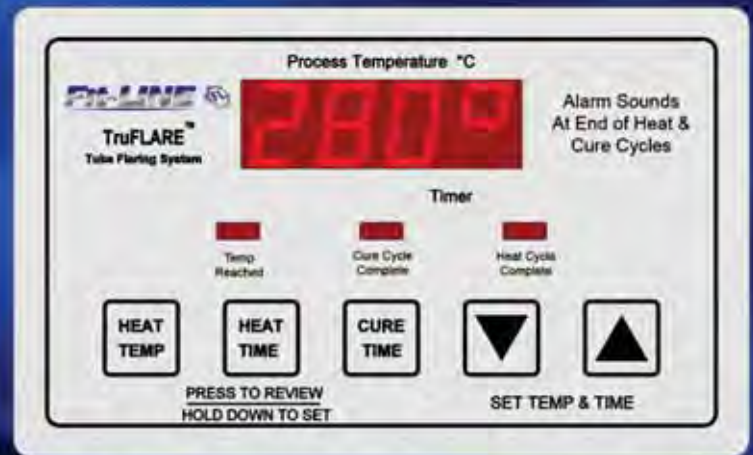 Process Temperature °C
FIT-LINE
TruFLARE™
Tube Flaring System
280°
Alarm Sounds
At End of Heat &
Cure Cycles
Timer
Temp
Reached
Cure Cycle
Complete
Heat Cycle
Complete
HEAT
TEMP
HEAT
TIME
CURE
TIME
PRESS TO REVIEW
HOLD DOWN TO SET
SET TEMP & TIME